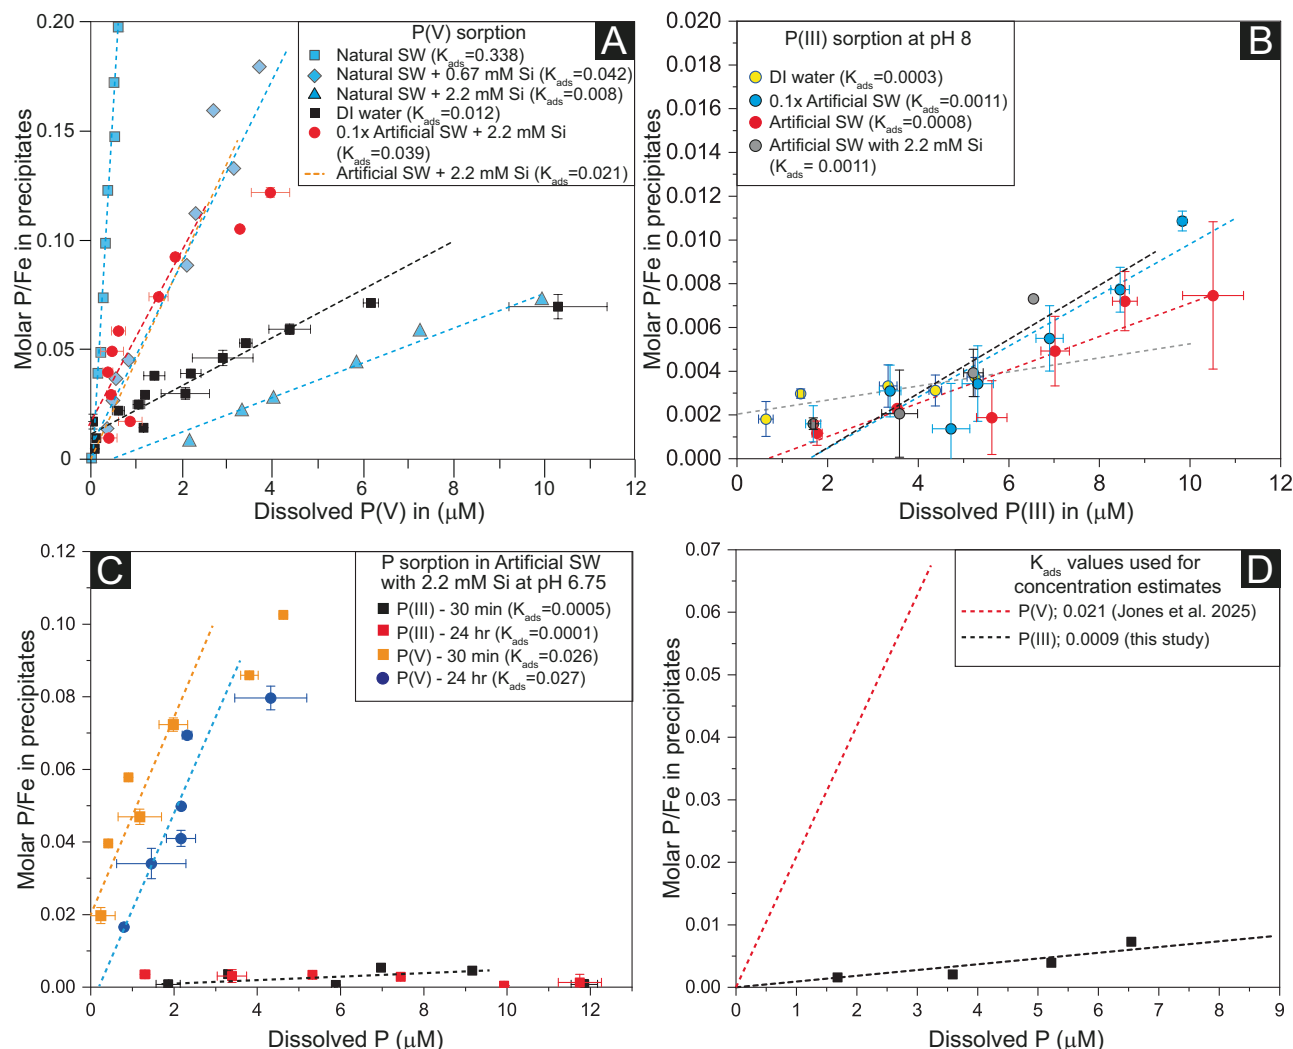 A
P(V) sorption
Natural SW (Kads=0.338)
Natural SW + 0.67 mM Si (Kads=0.042)
Natural SW + 2.2 mM Si (Kads=0.008)
DI water (Kads=0.012)
0.1x Artificial SW + 2.2 mM Si
(Kads=0.039)
Artificial SW + 2.2 mM Si (Kads=0.021)
Molar P/Fe in precipitates
0.20
0.15
0.10
0.05
0
0 2 4 6 8 10 12
Dissolved P(V) in (μM)
B
P(III) sorption at pH 8
DI water (Kads=0.0003)
0.1x Artificial SW (Kads=0.0011)
Artificial SW (Kads=0.0008)
Artificial SW with 2.2 mM Si
(Kads= 0.0011)
Molar P/Fe in precipitates
0.020
0.018
0.016
0.014
0.012
0.010
0.008
0.006
0.004
0.002
0.000
0 2 4 6 8 10 12
Dissolved P(III) in (μM)
C
P sorption in Artificial SW
with 2.2 mM Si at pH 6.75
P(III) - 30 min (Kads=0.0005)
P(III) - 24 hr (Kads=0.0001)
P(V) - 30 min (Kads=0.026)
P(V) - 24 hr (Kads=0.027)
Molar P/Fe in precipitates
0.12
0.10
0.08
0.06
0.04
0.02
0.00
0 2 4 6 8 10 12
Dissolved P (μM)
D
Kads values used for
concentration estimates
P(V); 0.021 (Jones et al. 2025)
P(III); 0.0009 (this study)
Molar P/Fe in precipitates
0.07
0.06
0.05
0.04
0.03
0.02
0.01
0.00
0 1 2 3 4 5 6 7 8 9
Dissolved P (μM)